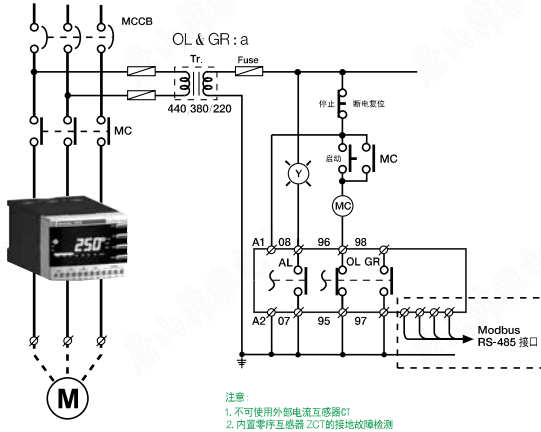 MCCB
OL & GR : a
Tr.
Fuse
440 380/220
停止
断电复位
MC
启动
MC
Y
MC
A1 08 96 98
AL
OL GR
250
A2 07 95 97
Modbus
RS-485 接口
M
注意:
1. 不可使用外部电流互感器CT
2. 内置零序互感器 ZCT的接地故障检测